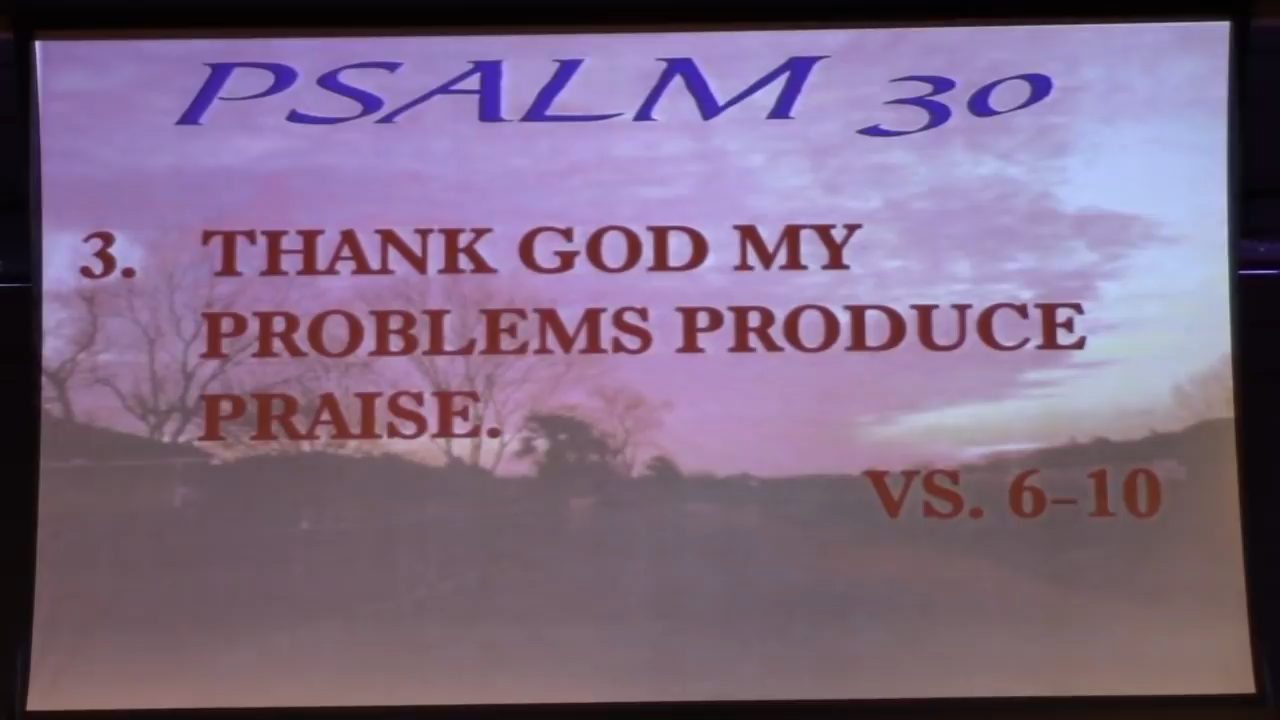 PSALM 30
3. THANK GOD MY
PROBLEMS PRODUCE
PRAISE.
VS. 6-10